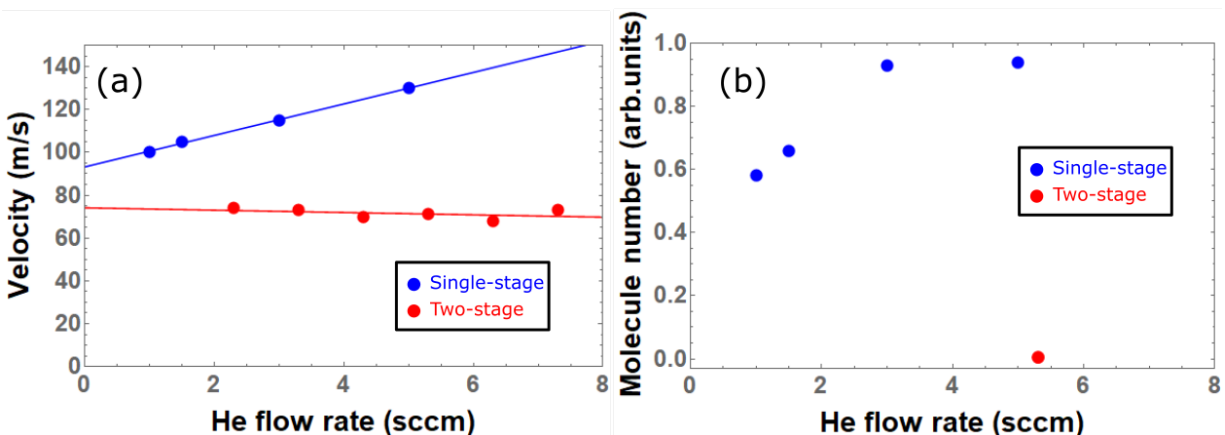 (a)
Velocity (m/s)
140
120
100
80
60
40
20
0
0 2 4 6 8
He flow rate (sccm)
Single-stage
Two-stage
(b)
Molecule number (arb.units)
1.0
0.8
0.6
0.4
0.2
0.0
0 2 4 6 8
He flow rate (sccm)
Single-stage
Two-stage